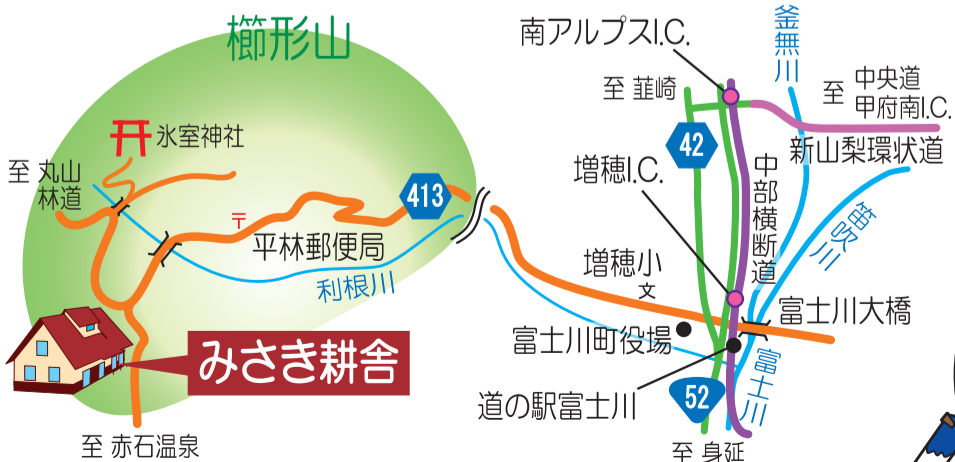 櫛形山
氷室神社
至 丸山
林道
〒
平林郵便局
利根川
413
みさき耕舎
至 赤石温泉
南アルプスI.C.
釜無川
至 韮崎
至 中央道
甲府南I.C.
42
新山梨環状道
増穂I.C.
中部横断道
笛吹川
増穂小
文
富士川大橋
富士川町役場
道の駅富士川
富士川
52
至 身延